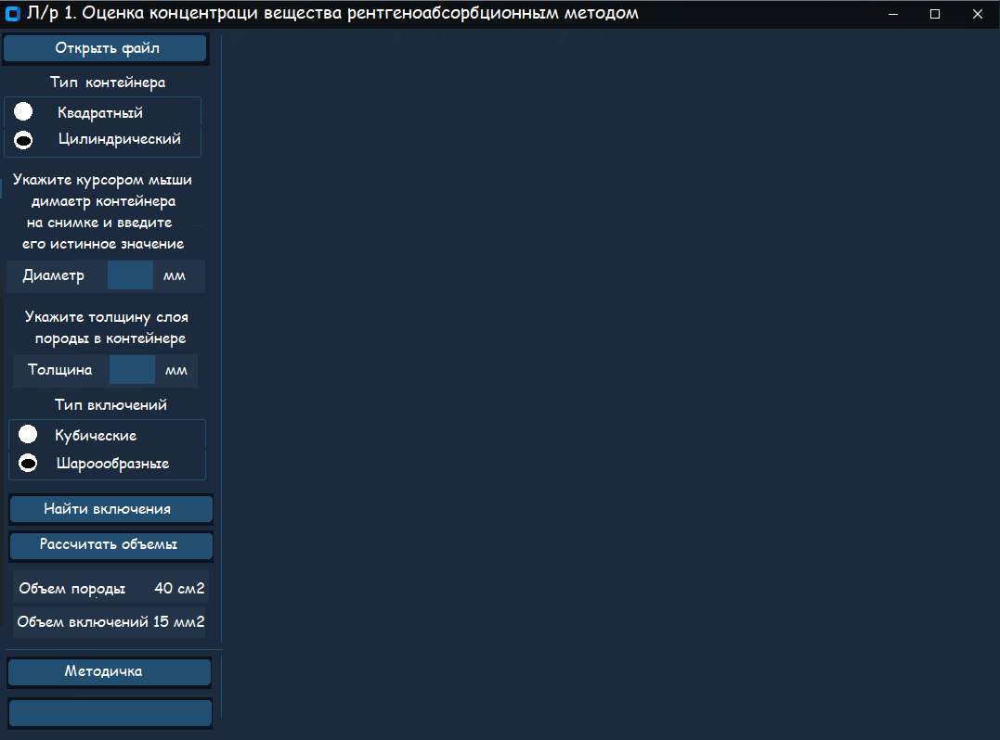 Л/р 1. Оценка концентраци вещества рентгеноабсорбционным методом
Открыть файл
Тип контейнера
Квадратный
Цилиндрический
Укажите курсором мыши
димаетр контейнера
на снимке и введите
его истинное значение
Диаметр мм
Укажите толщину слоя
породы в контейнере
Толщина мм
Тип включений
Кубические
Шароообразные
Найти включения
Рассчитать объемы
Объем породы 40 см2
Объем включений 15 мм2
Методичка